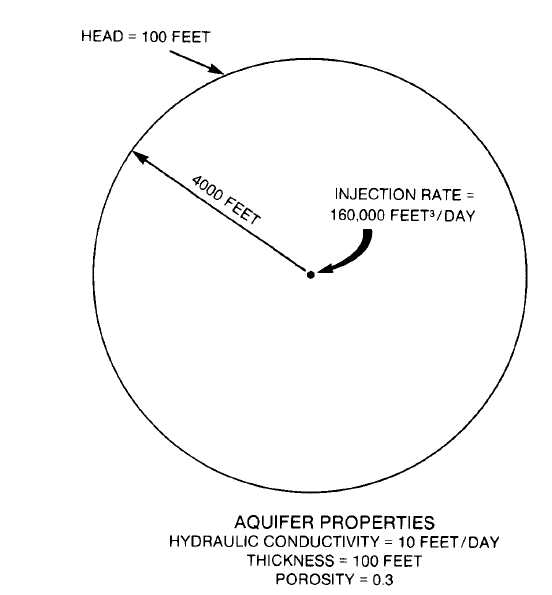 HEAD = 100 FEET
4000 FEET
INJECTION RATE =
160,000 FEET³/DAY
AQUIFER PROPERTIES
HYDRAULIC CONDUCTIVITY = 10 FEET/DAY
THICKNESS = 100 FEET
POROSITY = 0.3